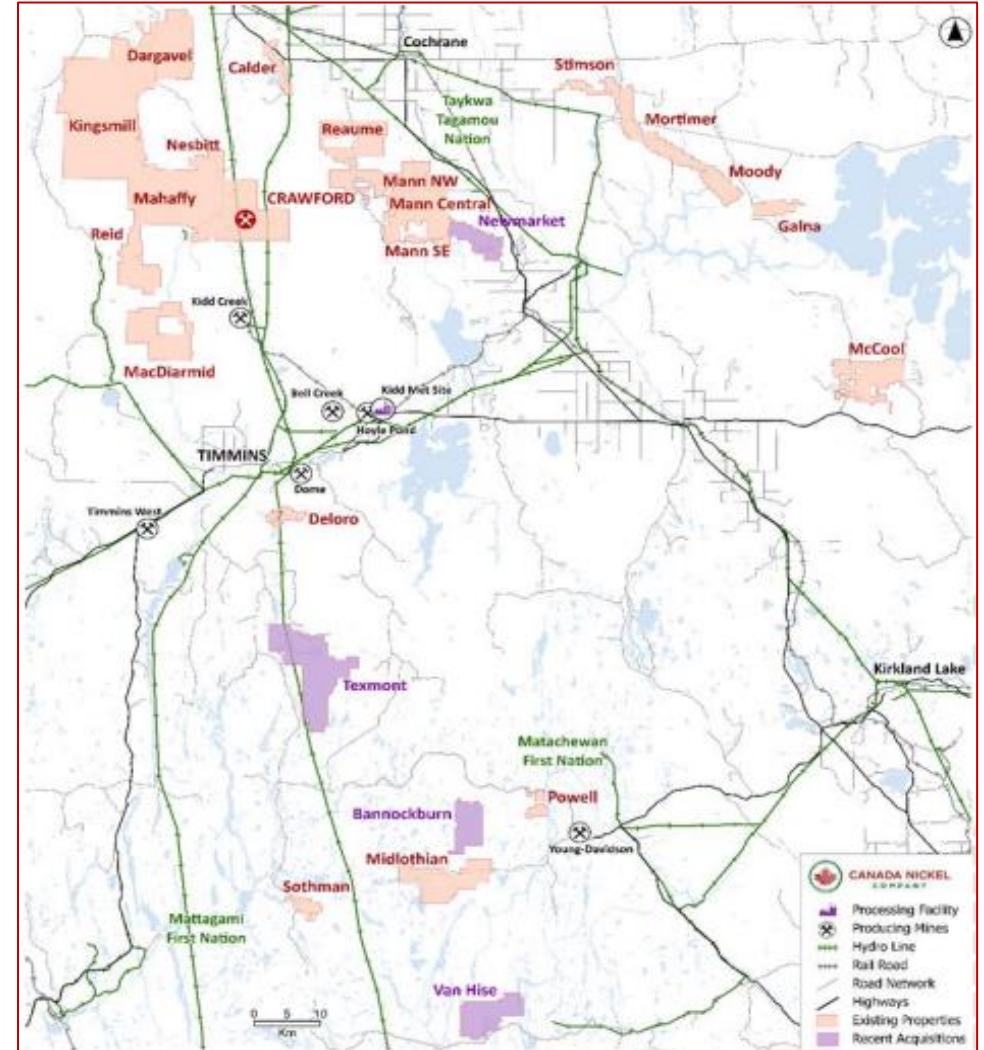 Cochrane
Dargavel
Calder
Stimson
Taykwa
Tagamou
Nation
Kingsmill
Reaume
Mortimer
Nesbitt
Moody
Mann NW
Mahaffy
CRAWFORD
Mann Central
Newmarket
Galna
Reid
Mann SE
Kidd Creek
McCool
MacDiarmid
Bell Creek
Kidd Met Site
Hoyle Pond
TIMMINS
Dome
Timmins West
Deloro
Kirkland Lake
Texmont
Matachewan
First Nation
Powell
Bannockburn
Young-Davidson
Midlothian
Sothman
Mattagami
First Nation
Van Hise
0 5 10
Km
CANADA NICKEL
COMPANY
Processing Facility
Producing Mines
Hydro Line
Rail Road
Road Network
Highways
Existing Properties
Recent Acquisitions